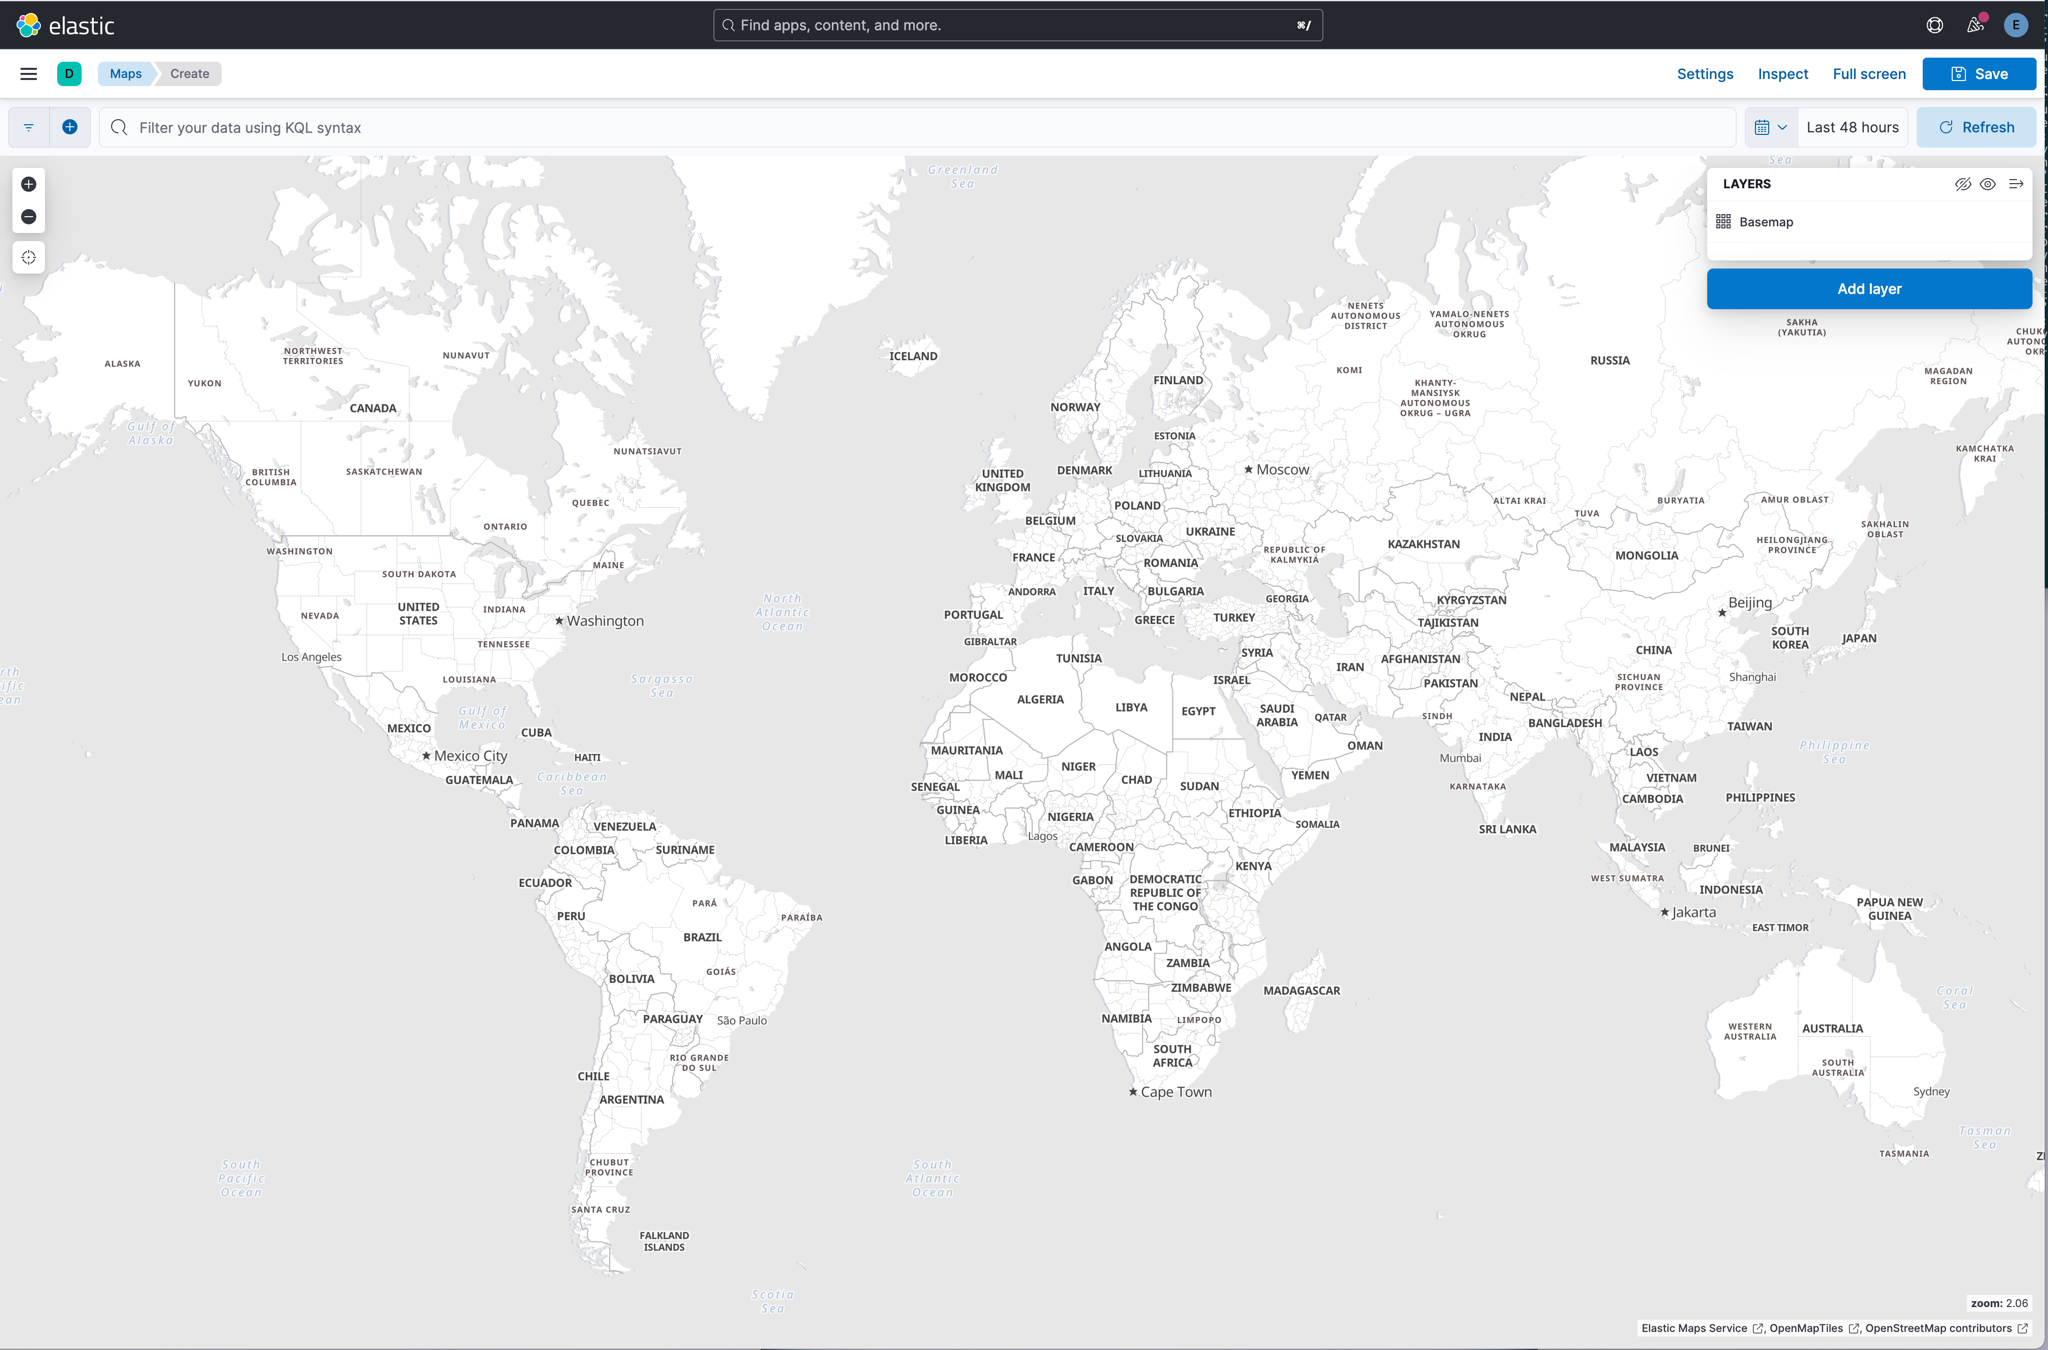 elastic
Find apps, content, and more.
⌘/
E
D
Maps
Create
Settings
Inspect
Full screen
Save
Filter your data using KQL syntax
Last 48 hours
Refresh
LAYERS
Basemap
Add layer
Greenland
Sea
Sea
NENETS
AUTONOMOUS
DISTRICT
YAMALO-NENETS
AUTONOMOUS
OKRUG
SAKHA
(YAKUTIA)
ICELAND
NORTHWEST
TERRITORIES
NUNAVUT
ALASKA
YUKON
CANADA
RUSSIA
KOMI
MAGADAN
REGION
FINLAND
KHANTY-
MANSIYSK
AUTONOMOUS
OKRUG – UGRA
NORWAY
Gulf of
Alaska
ESTONIA
NUNATSIAVUT
KAMCHATKA
KRAI
BRITISH
COLUMBIA
SASKATCHEWAN
UNITED
KINGDOM
DENMARK
LITHUANIA
Moscow
QUEBEC
POLAND
ALTAI KRAI
TUVA
BURYATIA
AMUR OBLAST
ONTARIO
BELGIUM
SLOVAKIA
UKRAINE
SAKHALIN
OBLAST
WASHINGTON
FRANCE
REPUBLIC OF
KALMYKIA
KAZAKHSTAN
MONGOLIA
HEILONGJIANG
PROVINCE
SOUTH DAKOTA
MAINE
ROMANIA
NEVADA
UNITED
STATES
INDIANA
Washington
North
Atlantic
Ocean
ANDORRA
ITALY
BULGARIA
GEORGIA
KYRGYZSTAN
Beijing
PORTUGAL
GREECE
TURKEY
TAJIKISTAN
SOUTH
KOREA
JAPAN
TENNESSEE
GIBRALTAR
Los Angeles
TUNISIA
SYRIA
IRAN
AFGHANISTAN
CHINA
LOUISIANA
Sargasso
Sea
MOROCCO
ISRAEL
PAKISTAN
SICHUAN
PROVINCE
Shanghai
ALGERIA
LIBYA
EGYPT
SAUDI
ARABIA
QATAR
SINDH
NEPAL
BANGLADESH
TAIWAN
Gulf of
Mexico
MEXICO
CUBA
INDIA
Mexico City
HAITI
MAURITANIA
OMAN
Mumbai
LAOS
Philippine
Sea
GUATEMALA
Caribbean
Sea
MALI
NIGER
CHAD
SUDAN
YEMEN
KARNATAKA
VIETNAM
SENEGAL
CAMBODIA
PHILIPPINES
PANAMA
VENEZUELA
GUINEA
NIGERIA
ETHIOPIA
SOMALIA
SRI LANKA
LIBERIA
Lagos
COLOMBIA
SURINAME
CAMEROON
MALAYSIA
BRUNEI
ECUADOR
GABON
DEMOCRATIC
REPUBLIC OF
THE CONGO
KENYA
WEST SUMATRA
INDONESIA
PERU
PARÁ
PARAÍBA
Jakarta
PAPUA NEW
GUINEA
BRAZIL
EAST TIMOR
ANGOLA
BOLIVIA
GOIÁS
ZAMBIA
ZIMBABWE
MADAGASCAR
Coral
Sea
PARAGUAY
São Paulo
NAMIBIA
LIMPOPO
WESTERN
AUSTRALIA
AUSTRALIA
RIO GRANDE
DO SUL
SOUTH
AFRICA
SOUTH
AUSTRALIA
CHILE
Cape Town
Sydney
ARGENTINA
Tasman
Sea
TASMANIA
South
Pacific
Ocean
CHUBUT
PROVINCE
South
Atlantic
Ocean
SANTA CRUZ
FALKLAND
ISLANDS
Scotia
Sea
zoom: 2.06
Elastic Maps Service , OpenMapTiles , OpenStreetMap contributors